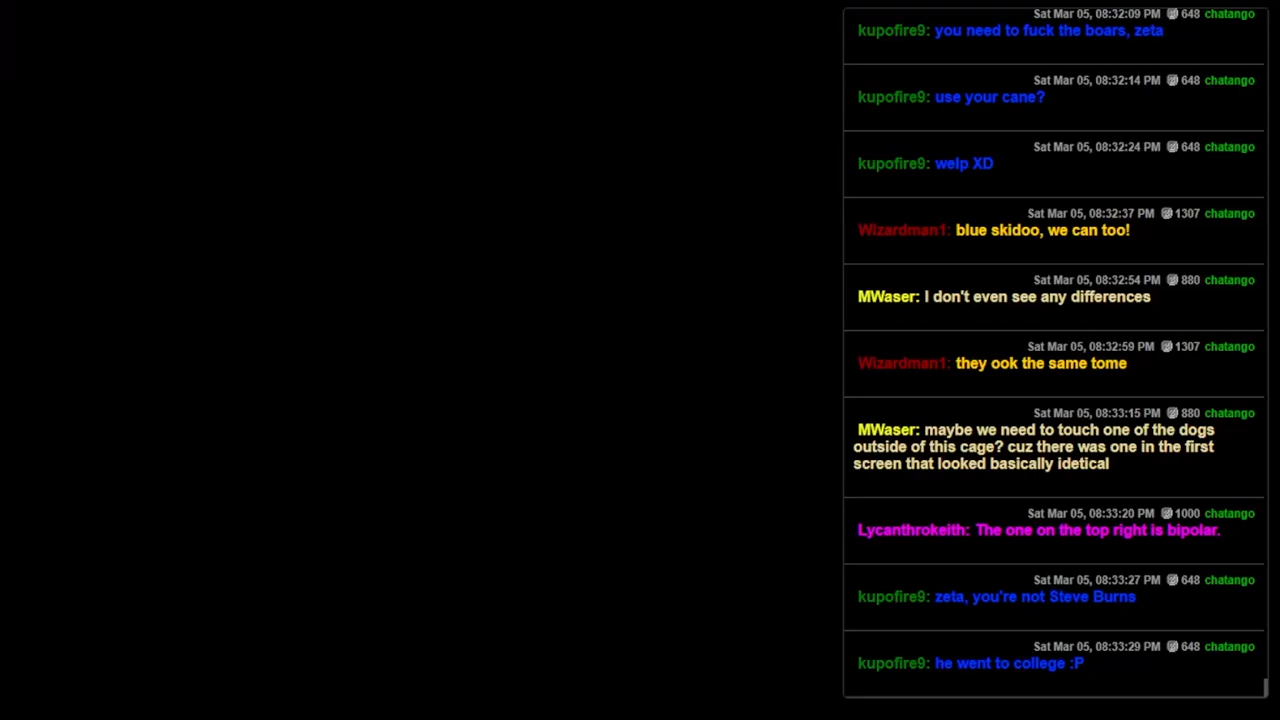 Sat Mar 05, 08:32:09 PM 648 chatango
kupofire9: you need to fuck the boars, zeta
Sat Mar 05, 08:32:14 PM 648 chatango
kupofire9: use your cane?
Sat Mar 05, 08:32:24 PM 648 chatango
kupofire9: welp XD
Sat Mar 05, 08:32:37 PM 1307 chatango
Wizardman1: blue skidoo, we can too!
Sat Mar 05, 08:32:54 PM 880 chatango
MWaser: I don't even see any differences
Sat Mar 05, 08:32:59 PM 1307 chatango
Wizardman1: they ook the same tome
Sat Mar 05, 08:33:15 PM 880 chatango
MWaser: maybe we need to touch one of the dogs
outside of this cage? cuz there was one in the first
screen that looked basically idetical
Sat Mar 05, 08:33:20 PM 1000 chatango
Lycanthrokeith: The one on the top right is bipolar.
Sat Mar 05, 08:33:27 PM 648 chatango
kupofire9: zeta, you're not Steve Burns
Sat Mar 05, 08:33:29 PM 648 chatango
kupofire9: he went to college :P